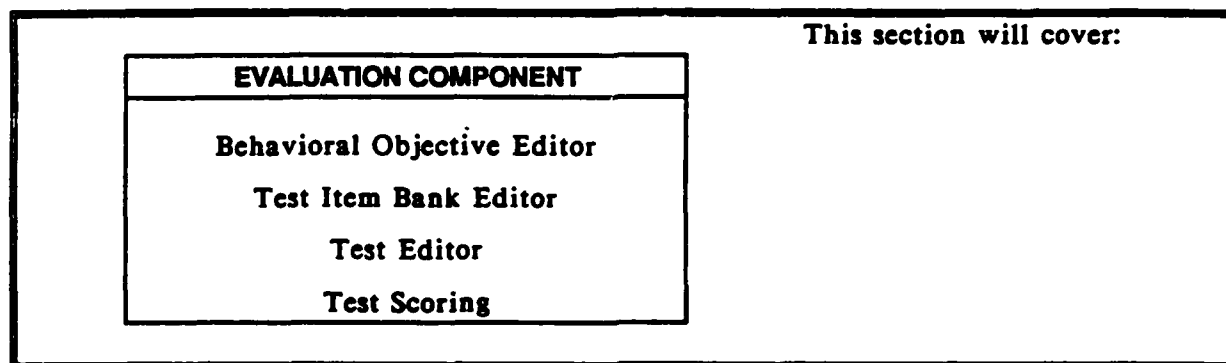 This section will cover:
EVALUATION COMPONENT
Behavioral Objective Editor
Test Item Bank Editor
Test Editor
Test Scoring